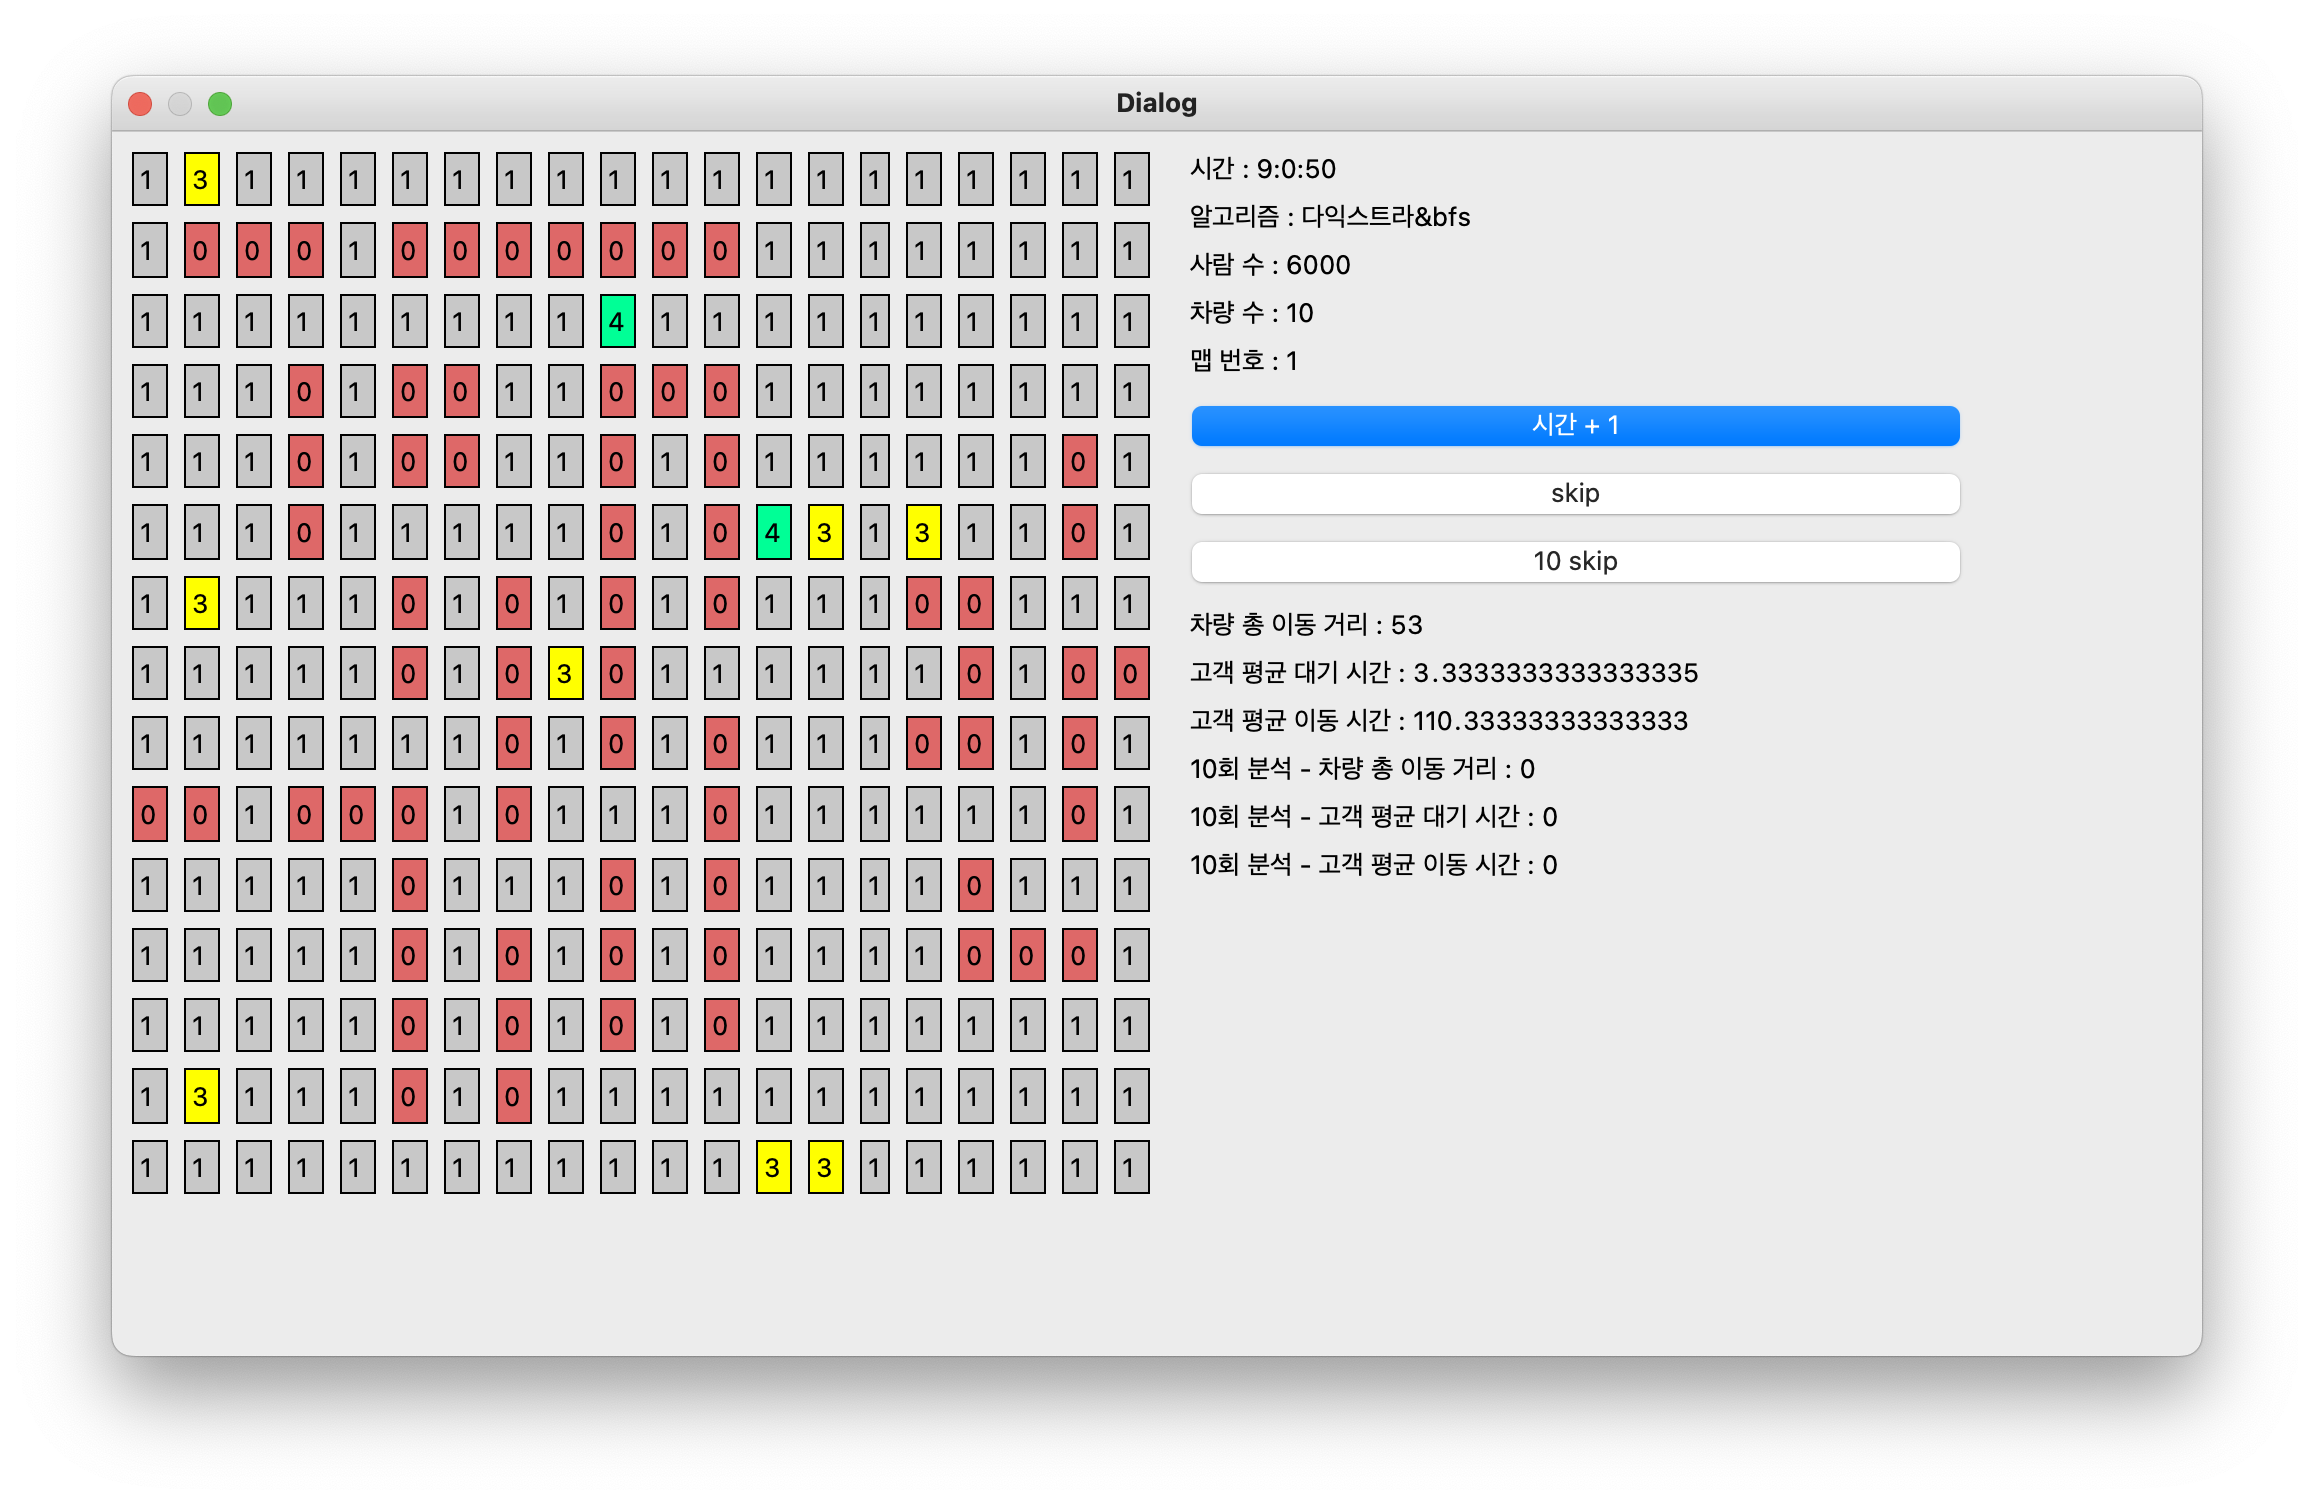 Dialog
1 3 1 1 1 1 1 1 1 1 1 1 1 1 1 1 1 1 1 1
1 0 0 0 1 0 0 0 0 0 0 0 1 1 1 1 1 1 1 1
1 1 1 1 1 1 1 1 1 4 1 1 1 1 1 1 1 1 1 1
1 1 1 0 1 0 0 1 1 0 0 0 1 1 1 1 1 1 1 1
1 1 1 0 1 0 0 1 1 0 1 0 1 1 1 1 1 1 0 1
1 1 1 0 1 1 1 1 1 0 1 0 4 3 1 3 1 1 0 1
1 3 1 1 1 0 1 0 1 0 1 0 1 1 1 0 0 1 1 1
1 1 1 1 1 0 1 0 3 0 1 1 1 1 1 1 0 1 0 0
1 1 1 1 1 1 1 0 1 0 1 0 1 1 1 0 0 1 0 1
0 0 1 0 0 0 1 0 1 1 1 0 1 1 1 1 1 1 0 1
1 1 1 1 1 0 1 1 1 0 1 0 1 1 1 1 0 1 1 1
1 1 1 1 1 0 1 0 1 0 1 0 1 1 1 1 0 0 0 1
1 1 1 1 1 0 1 0 1 0 1 0 1 1 1 1 1 1 1 1
1 3 1 1 1 0 1 0 1 1 1 1 1 1 1 1 1 1 1 1
1 1 1 1 1 1 1 1 1 1 1 1 3 3 1 1 1 1 1 1
시간 : 9:0:50
알고리즘 : 다익스트라&bfs
사람 수 : 6000
차량 수 : 10
맵 번호 : 1
시간 + 1
skip
10 skip
차량 총 이동 거리 : 53
고객 평균 대기 시간 : 3.3333333333333335
고객 평균 이동 시간 : 110.33333333333333
10회 분석 - 차량 총 이동 거리 : 0
10회 분석 - 고객 평균 대기 시간 : 0
10회 분석 - 고객 평균 이동 시간 : 0